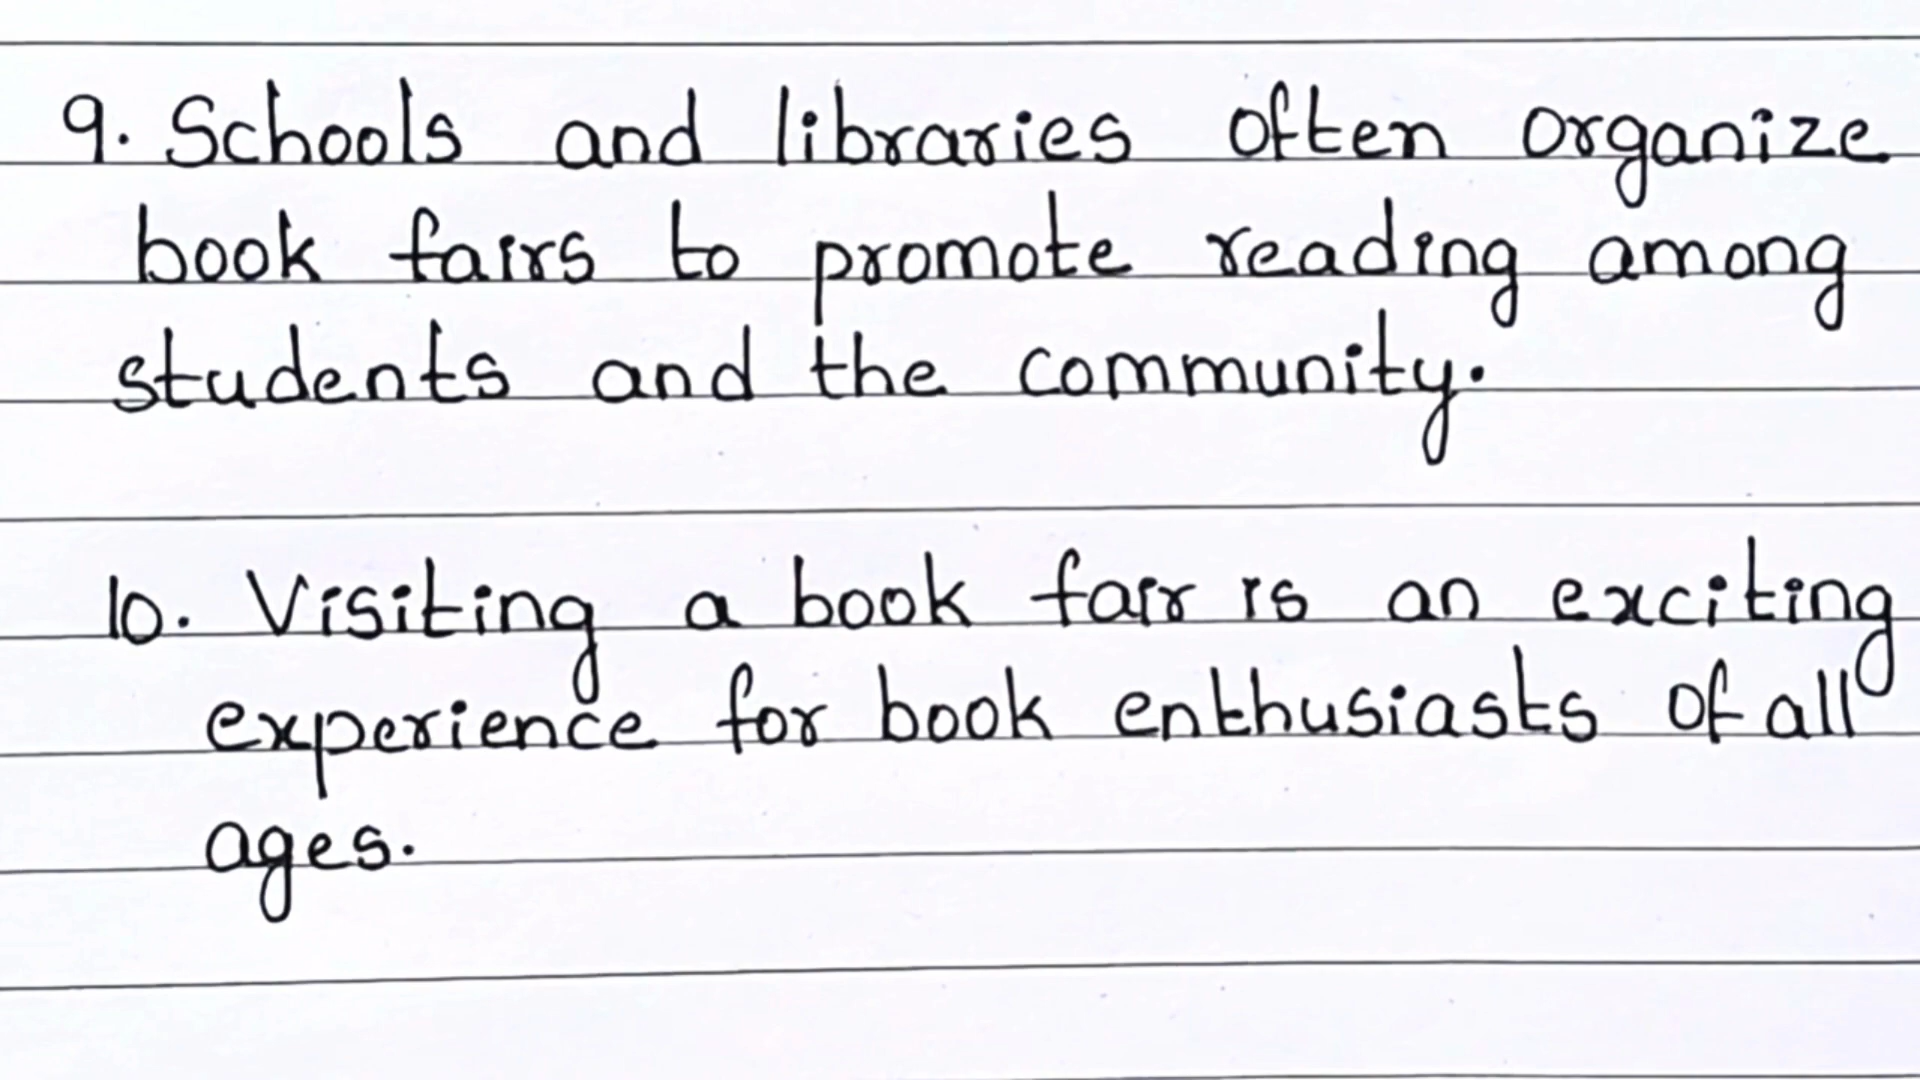 9. Schools and libraries often organize
book fairs to promote reading among
students and the community.
10. Visiting a book fair is an exciting
experience for book enthusiasts of all
ages.